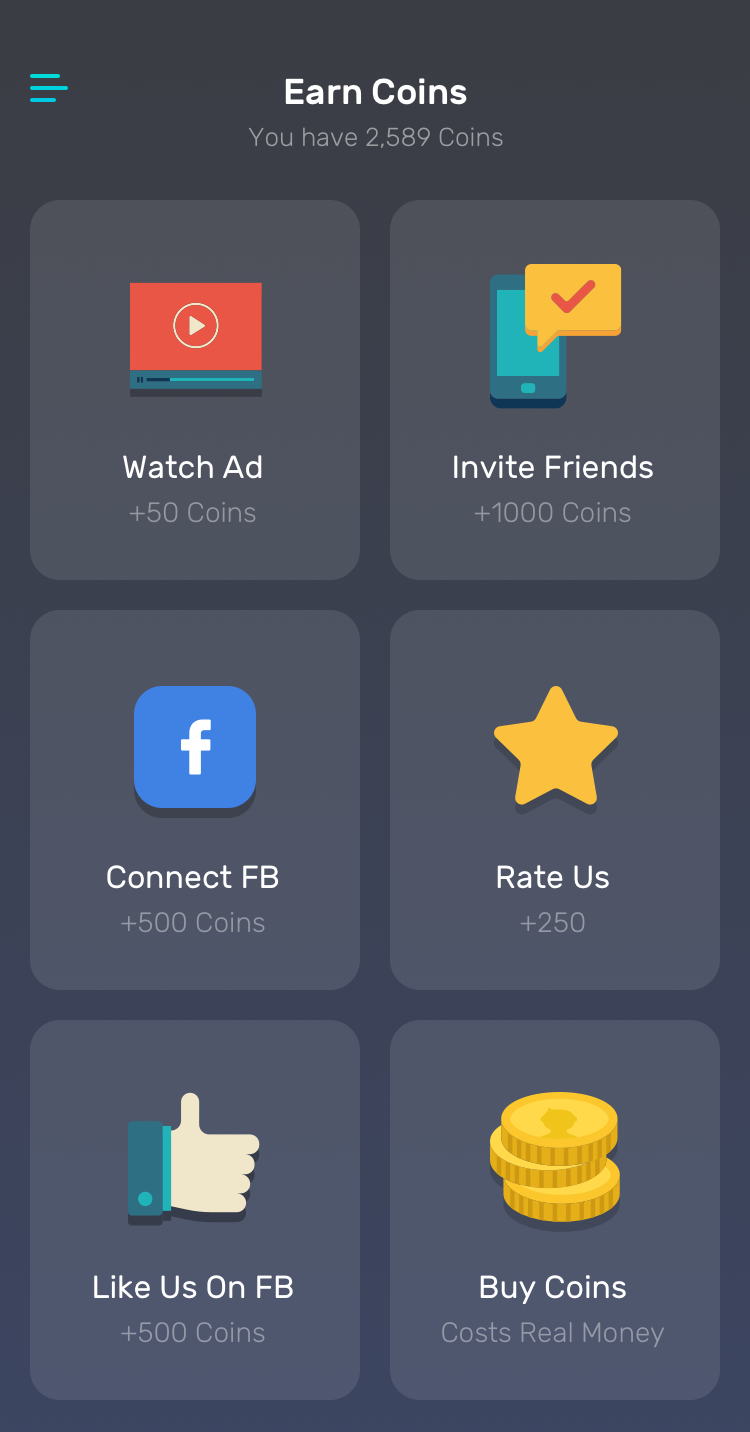 Earn Coins
You have 2,589 Coins
Watch Ad
+50 Coins
Invite Friends
+1000 Coins
Connect FB
+500 Coins
Rate Us
+250
Like Us On FB
+500 Coins
Buy Coins
Costs Real Money